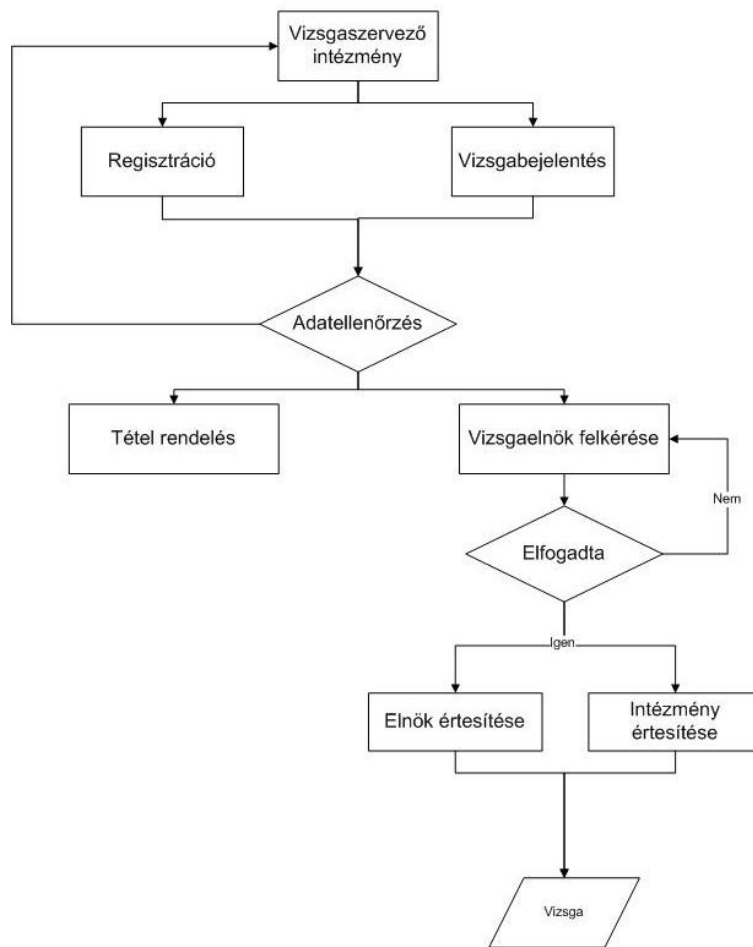 Vizsgaszervező
intézmény
Regisztráció
Vizsgabejelentés
Adatellenőrzés
Tétel rendelés
Vizsgaelnök felkérése
Nem
Elfogadta
Igen
Elnök értesítése
Intézmény
értesítése
Vizsga